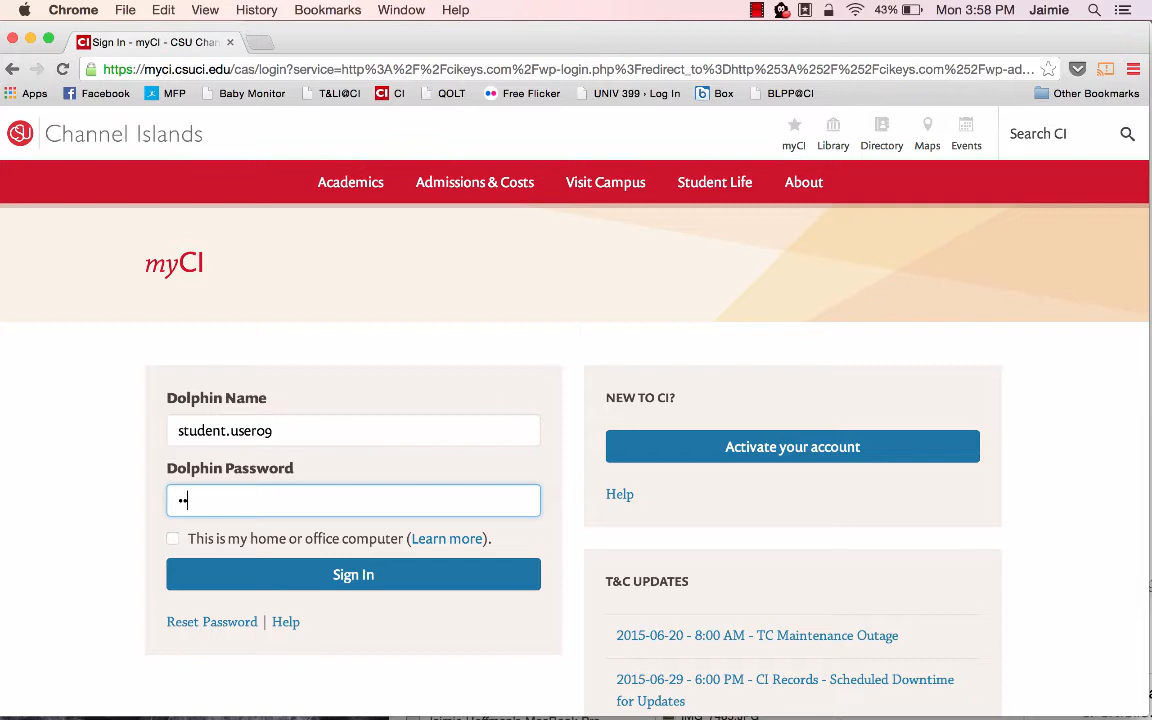 Chrome File Edit View History Bookmarks Window Help 43% Mon 3:58 PM Jaimie
CI Sign In - myCI - CSU Chan
https://myci.csuci.edu/cas/login?service=http%3A%2F%2Fcikeys.com%2Fwp-login.php%3Fredirect_to%3Dhttp%253A%252F%252Fcikeys.com%252Fwp-ad...
Apps Facebook MFP Baby Monitor T&LI@CI CI CI QOLT Free Flicker UNIV 399 › Log In Box BLPP@CI Other Bookmarks
CSU Channel Islands
myCI Library Directory Maps Events Search CI
Academics Admissions & Costs Visit Campus Student Life About
myCI
Dolphin Name
student.user09
Dolphin Password
••
This is my home or office computer (Learn more).
Sign In
Reset Password | Help
NEW TO CI?
Activate your account
Help
T&C UPDATES
2015-06-20 - 8:00 AM - TC Maintenance Outage
2015-06-29 - 6:00 PM - CI Records - Scheduled Downtime
for Updates